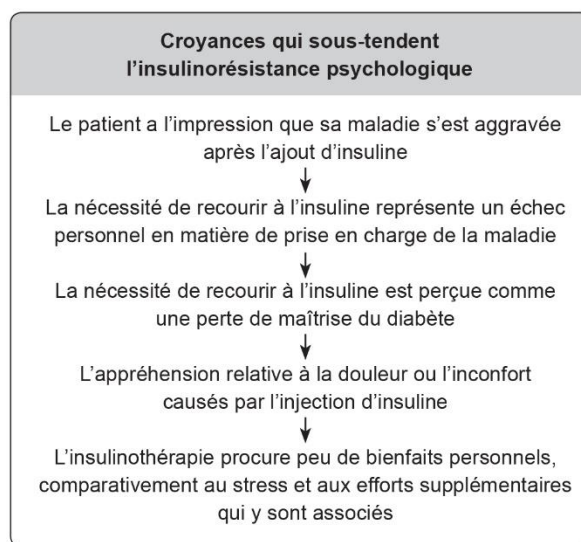 Croyances qui sous-tendent
l’insulinorésistance psychologique
Le patient a l’impression que sa maladie s’est aggravée
après l’ajout d’insuline
La nécessité de recourir à l’insuline représente un échec
personnel en matière de prise en charge de la maladie
La nécessité de recourir à l’insuline est perçue comme
une perte de maîtrise du diabète
L’appréhension relative à la douleur ou l’inconfort
causés par l’injection d’insuline
L’insulinothérapie procure peu de bienfaits personnels,
comparativement au stress et aux efforts supplémentaires
qui y sont associés